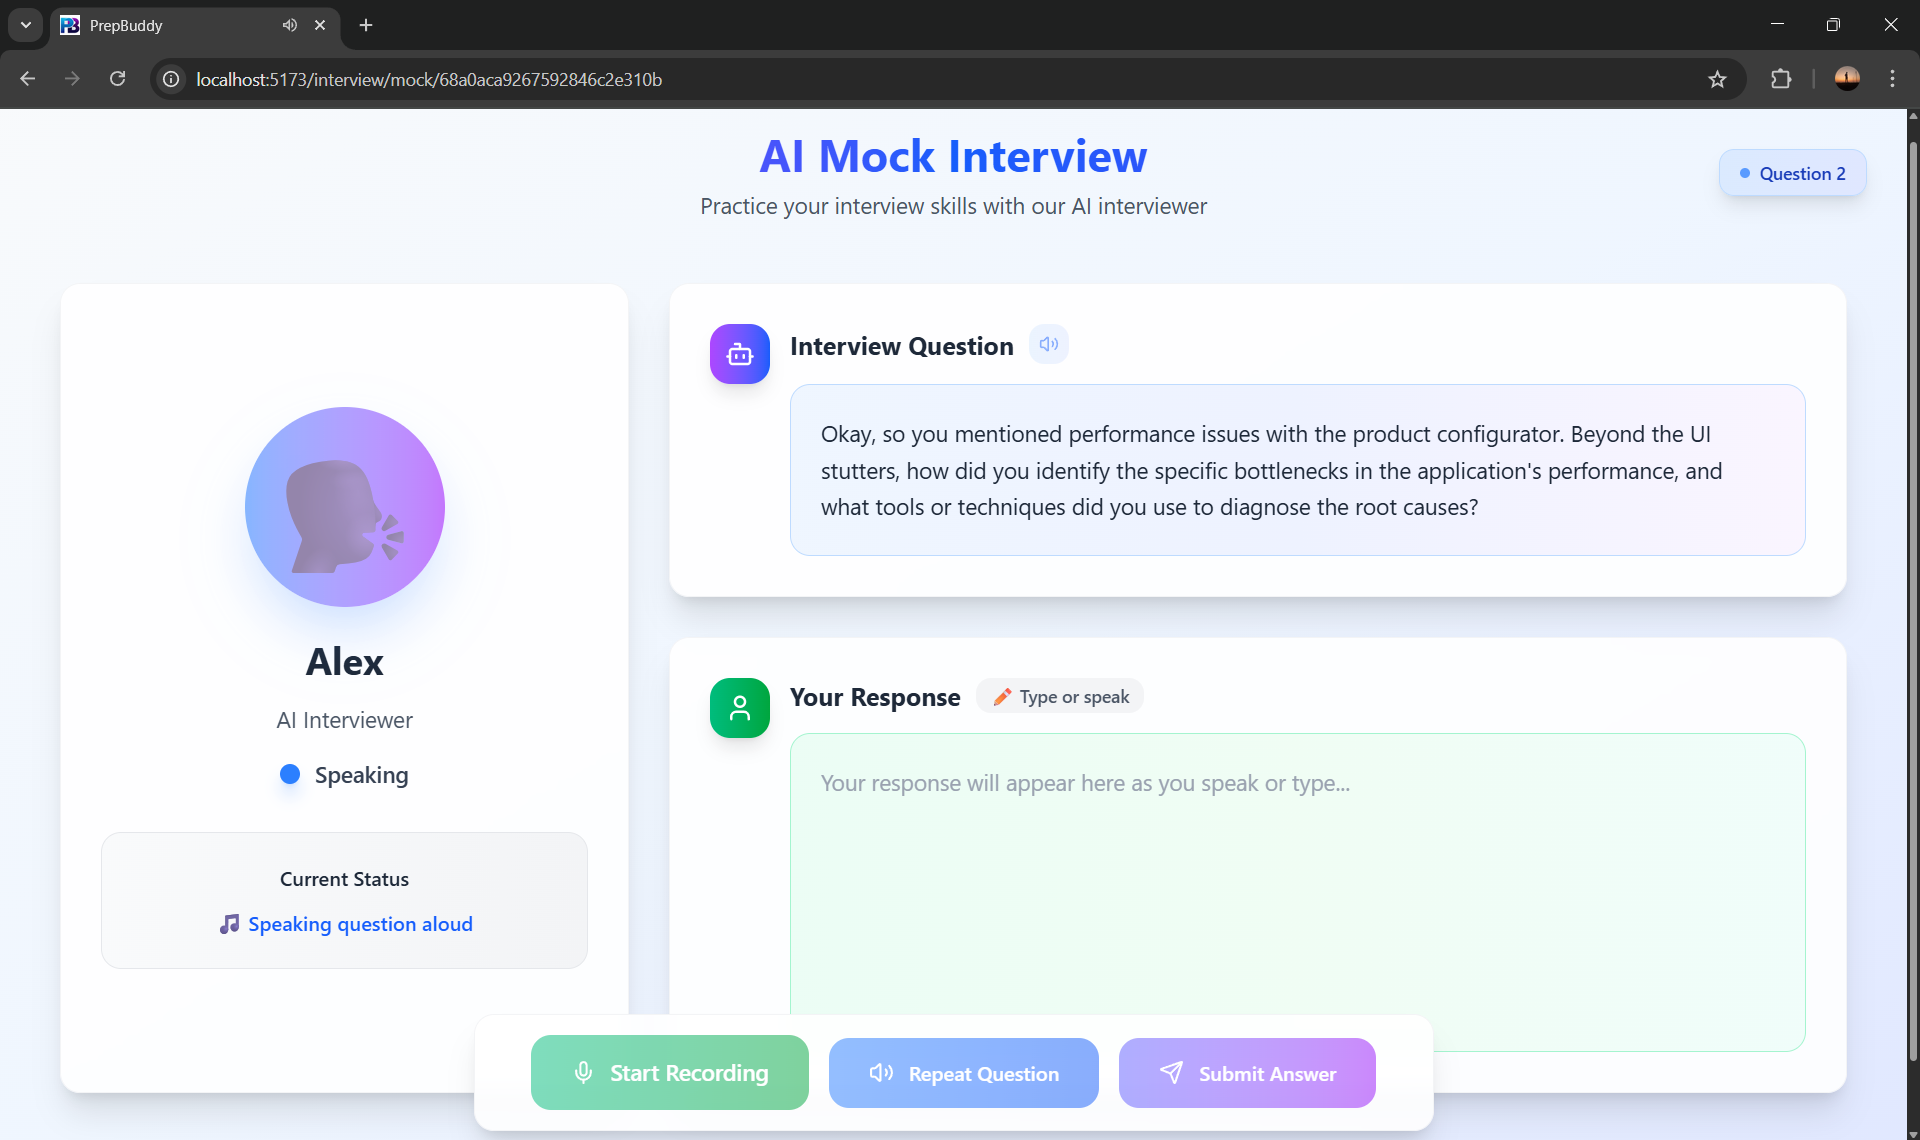 PrepBuddy
localhost:5173/interview/mock/68a0aca9267592846c2e310b
AI Mock Interview
Practice your interview skills with our AI interviewer
Question 2
Alex
AI Interviewer
Speaking
Current Status
Speaking question aloud
Interview Question
Okay, so you mentioned performance issues with the product configurator. Beyond the UI
stutters, how did you identify the specific bottlenecks in the application's performance, and
what tools or techniques did you use to diagnose the root causes?
Your Response
Type or speak
Your response will appear here as you speak or type...
Start Recording
Repeat Question
Submit Answer